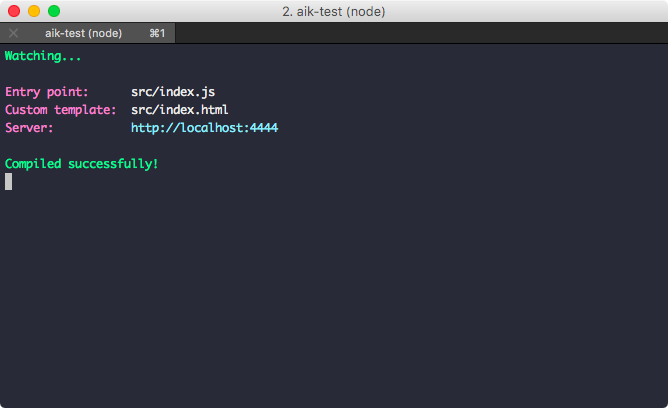 2. aik-test (node)
aik-test (node) ⌘1
Watching...
Entry point: src/index.js
Custom template: src/index.html
Server: http://localhost:4444
Compiled successfully!